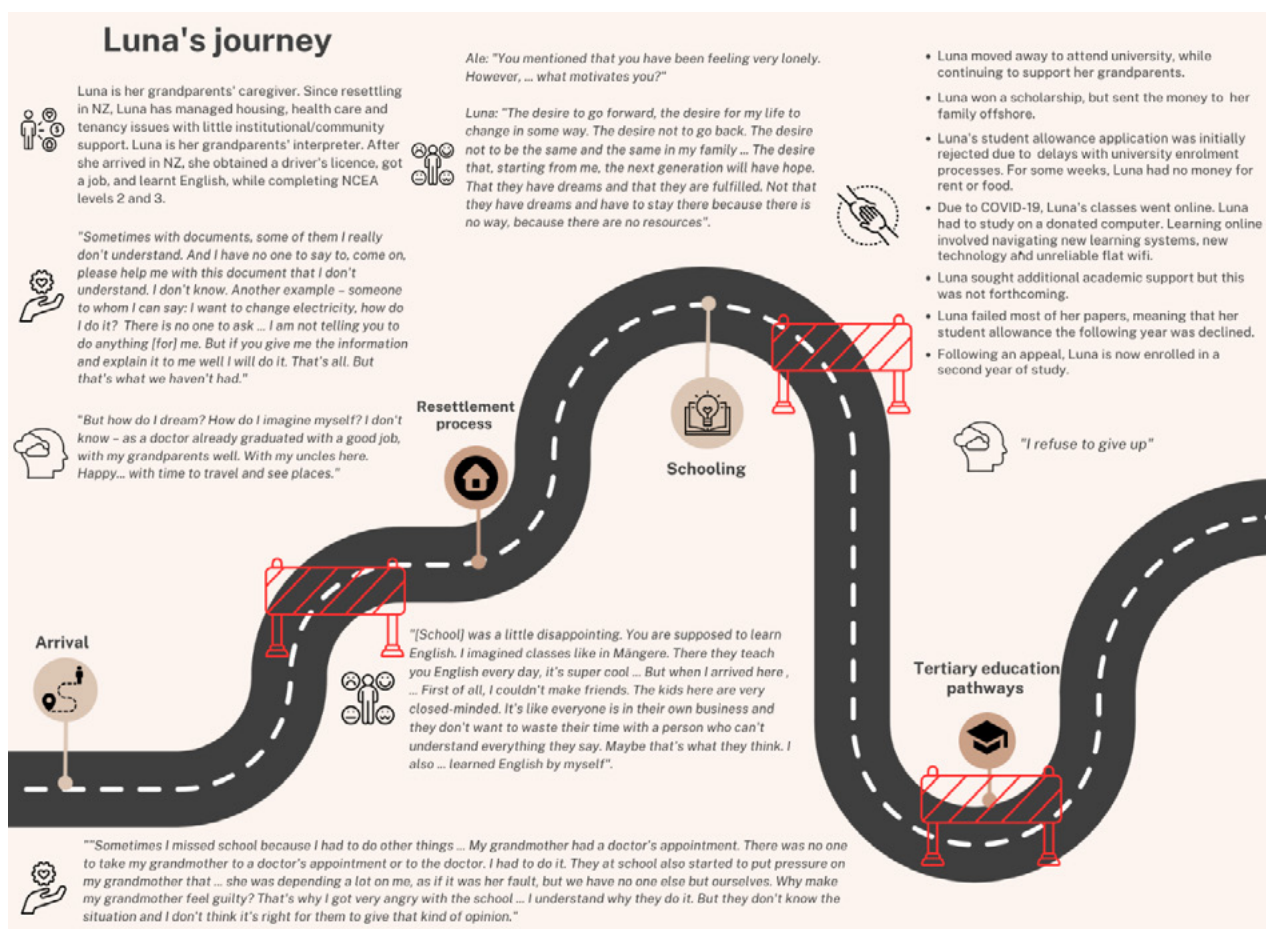 Luna's journey
Luna is her grandparents' caregiver. Since resettling
in NZ, Luna has managed housing, health care and
tenancy issues with little institutional/community
support. Luna is her grandparents' interpreter. After
she arrived in NZ, she obtained a driver's licence, got
a job, and learnt English, while completing NCEA
levels 2 and 3.
"Sometimes with documents, some of them I really
don't understand. And I have no one to say to, come on,
please help me with this document that I don't
understand. I don't know. Another example – someone
to whom I can say: I want to change electricity, how do
I do it? There is no one to ask ... I am not telling you to
do anything [for] me. But if you give me the information
and explain it to me well I will do it. That's all. But
that's what we haven't had."
"But how do I dream? How do I imagine myself? I don't
know – as a doctor already graduated with a good job,
with my grandparents well. With my uncles here.
Happy... with time to travel and see places."
Ale: "You mentioned that you have been feeling very lonely.
However, ... what motivates you?"
Luna: "The desire to go forward, the desire for my life to
change in some way. The desire not to go back. The desire
not to be the same and the same in my family ... The desire
that, starting from me, the next generation will have hope.
That they have dreams and that they are fulfilled. Not that
they have dreams and have to stay there because there is
no way, because there are no resources".
• Luna moved away to attend university, while
continuing to support her grandparents.
• Luna won a scholarship, but sent the money to her
family offshore.
• Luna's student allowance application was initially
rejected due to delays with university enrolment
processes. For some weeks, Luna had no money for
rent or food.
• Due to COVID-19, Luna's classes went online. Luna
had to study on a donated computer. Learning online
involved navigating new learning systems, new
technology and unreliable flat wifi.
• Luna sought additional academic support but this
was not forthcoming.
• Luna failed most of her papers, meaning that her
student allowance the following year was declined.
• Following an appeal, Luna is now enrolled in a
second year of study.
"I refuse to give up"
Resettlement
process
Schooling
Arrival
"[School] was a little disappointing. You are supposed to learn
English. I imagined classes like in Māngere. There they teach
you English every day, it's super cool ... But when I arrived here ,
... First of all, I couldn't make friends. The kids here are very
closed-minded. It's like everyone is in their own business and
they don't want to waste their time with a person who can't
understand everything they say. Maybe that's what they think. I
also ... learned English by myself".
Tertiary education
pathways
""Sometimes I missed school because I had to do other things ... My grandmother had a doctor's appointment. There was no one
to take my grandmother to a doctor's appointment or to the doctor. I had to do it. They at school also started to put pressure on
my grandmother that ... she was depending a lot on me, as if it was her fault, but we have no one else but ourselves. Why make
my grandmother feel guilty? That's why I got very angry with the school ... I understand why they do it. But they don't know the
situation and I don't think it's right for them to give that kind of opinion."